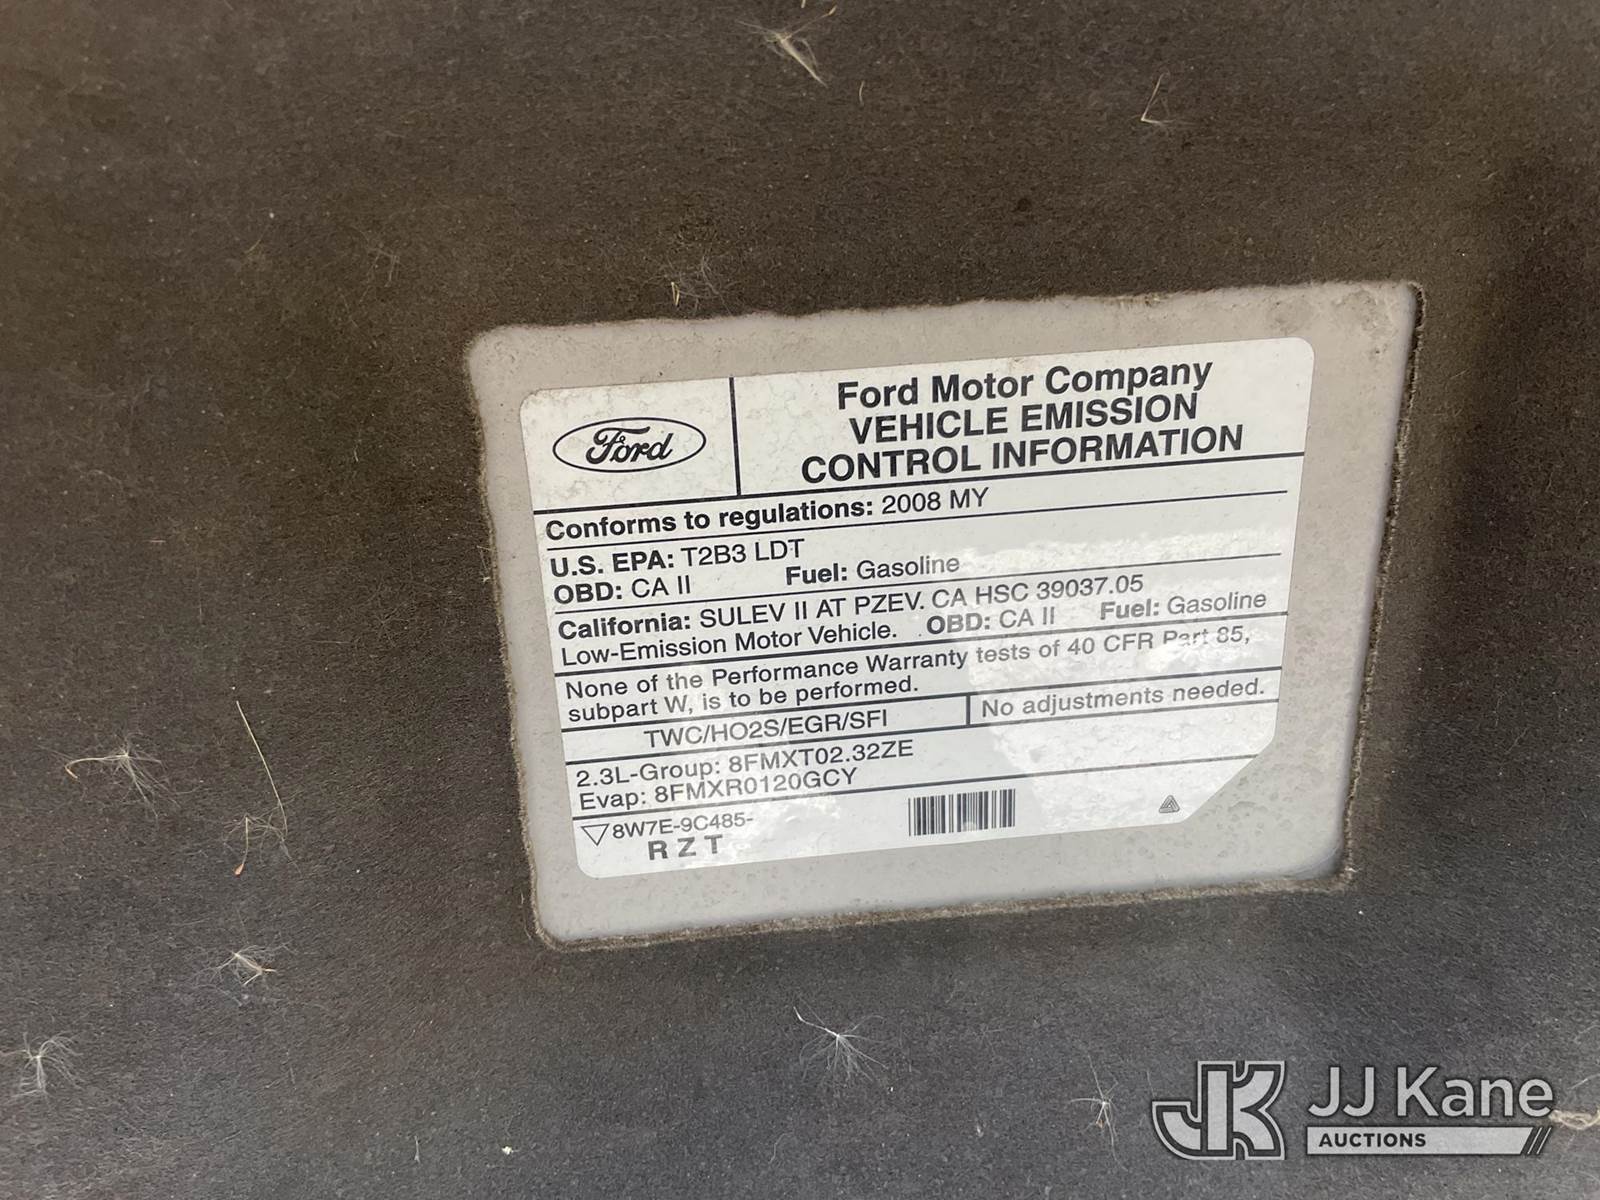 Ford
Ford Motor Company
VEHICLE EMISSION
CONTROL INFORMATION
Conforms to regulations: 2008 MY
U.S. EPA: T2B3 LDT
OBD: CA II Fuel: Gasoline
California: SULEV II AT PZEV. CA HSC 39037.05
Low-Emission Motor Vehicle. OBD: CA II Fuel: Gasoline
None of the Performance Warranty tests of 40 CFR Part 85,
subpart W, is to be performed.
TWC/HO2S/EGR/SFI No adjustments needed.
2.3L-Group: 8FMXT02.32ZE
Evap: 8FMXR0120GCY
8W7E-9C485-
R Z T
JK JJ Kane
AUCTIONS